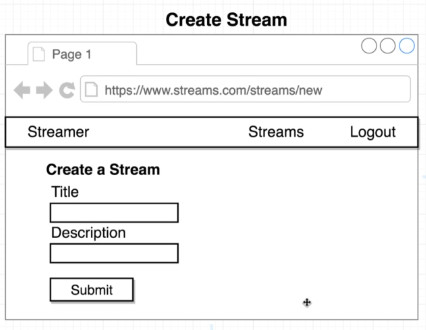 Create Stream
Page 1
https://www.streams.com/streams/new
Streamer Streams Logout
Create a Stream
Title
Description
Submit